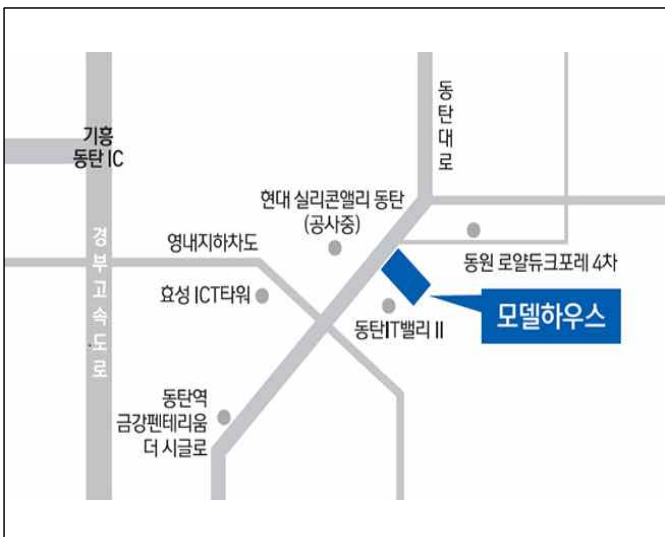 동탄대로
기흥
동탄 IC
현대 실리콘앨리 동탄
(공사중)
경부고속도로
영내지하차도
동원 로얄듀크포레 4차
효성 ICT타워
모델하우스
동탄IT밸리 II
동탄역
금강펜테리움
더 시글로